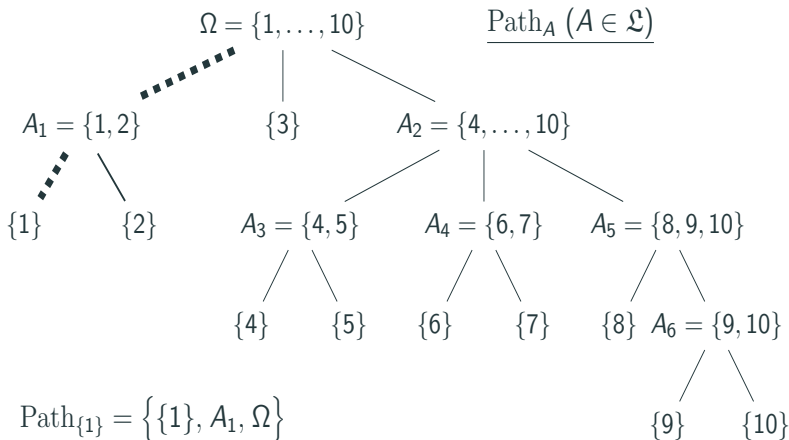 Ω = {1, . . . , 10}
Path_A (A ∈ 𝔏)
A₁ = {1, 2}
{3}
A₂ = {4, . . . , 10}
{1}
{2}
A₃ = {4, 5}
A₄ = {6, 7}
A₅ = {8, 9, 10}
{4}
{5}
{6}
{7}
{8}
A₆ = {9, 10}
Path_{1} = {{1}, A₁, Ω}
{9}
{10}